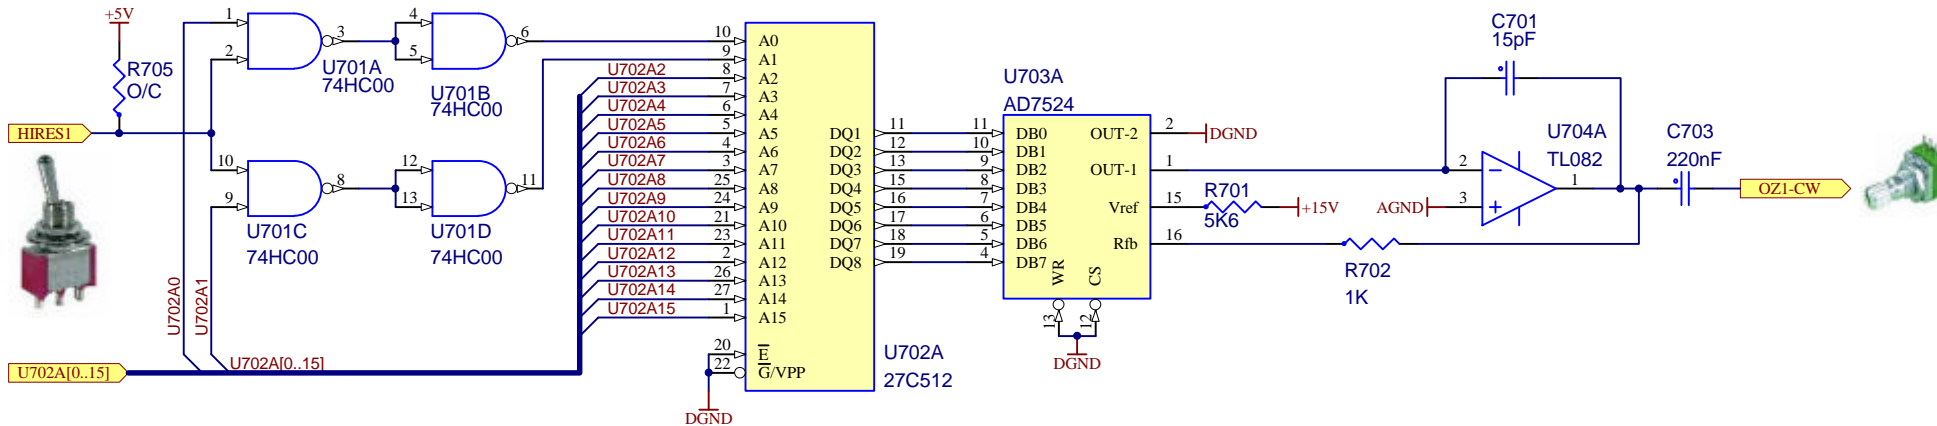 +5V
R705
O/C
HIRES1
1
2
3
U701A
74HC00
4
5
6
U701B
74HC00
10
9
8
U701C
74HC00
12
13
11
U701D
74HC00
U702A0
U702A1
U702A[0..15]
U702A[0..15]
U702A2
U702A3
U702A4
U702A5
U702A6
U702A7
U702A8
U702A9
U702A10
U702A11
U702A12
U702A13
U702A14
U702A15
10 A0
9 A1
8 A2
7 A3
6 A4
5 A5
4 A6
3 A7
25 A8
24 A9
21 A10
23 A11
2 A12
26 A13
27 A14
1 A15
20 E
22 G/VPP
DGND
DQ1 11
DQ2 12
DQ3 13
DQ4 15
DQ5 16
DQ6 17
DQ7 18
DQ8 19
U702A
27C512
U703A
AD7524
11 DB0
10 DB1
9 DB2
8 DB3
7 DB4
6 DB5
5 DB6
4 DB7
OUT-2 2
DGND
OUT-1 1
Vref 15
Rfb 16
WR
CS
13
12
DGND
R701
5K6
+15V
R702
1K
C701
15pF
U704A
TL082
2
3
1
AGND
C703
220nF
OZ1-CW